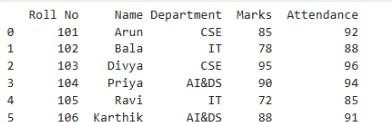 Roll No Name Department Marks Attendance
0 101 Arun CSE 85 92
1 102 Bala IT 78 88
2 103 Divya CSE 95 96
3 104 Priya AI&DS 90 94
4 105 Ravi IT 72 85
5 106 Karthik AI&DS 88 91